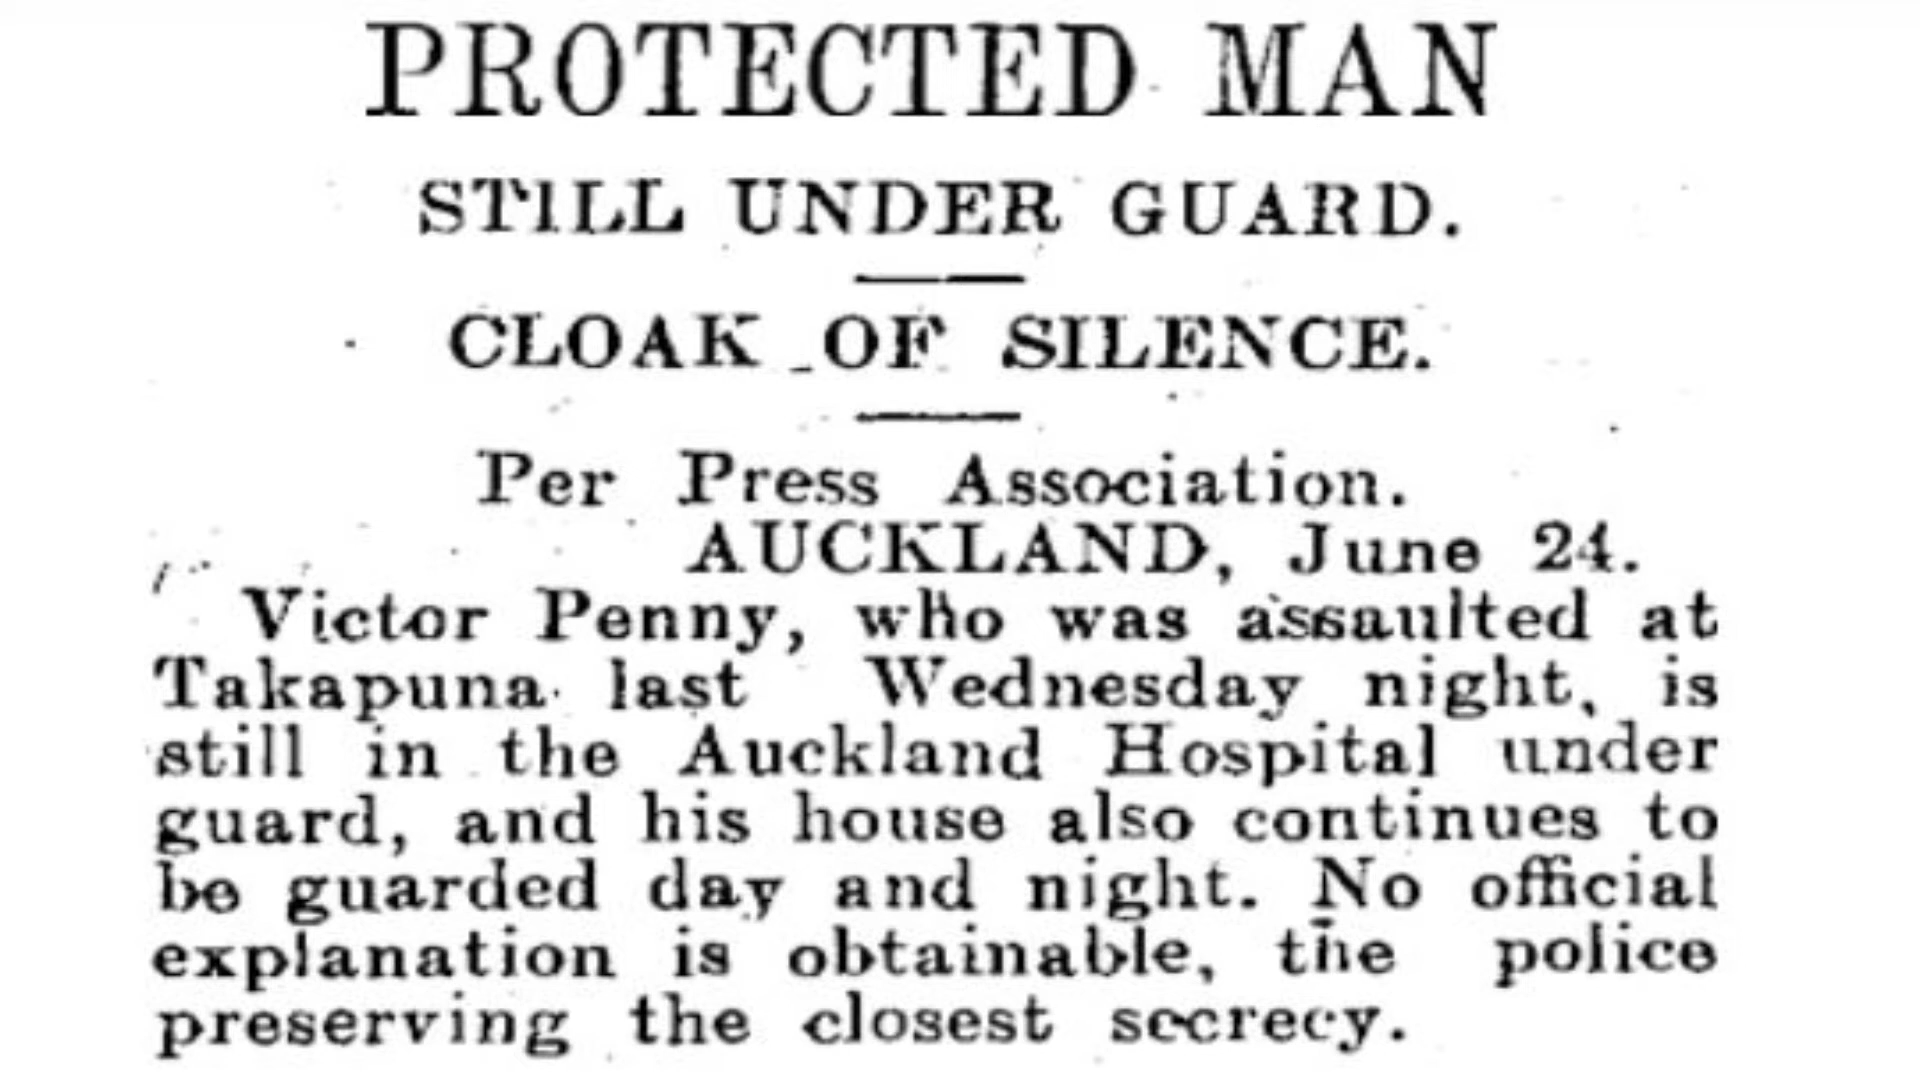 PROTECTED MAN
STILL UNDER GUARD.
CLOAK OF SILENCE.
Per Press Association.
AUCKLAND, June 24.
Victor Penny, who was assaulted at
Takapuna last Wednesday night, is
still in the Auckland Hospital under
guard, and his house also continues to
be guarded day and night. No official
explanation is obtainable, the police
preserving the closest secrecy.